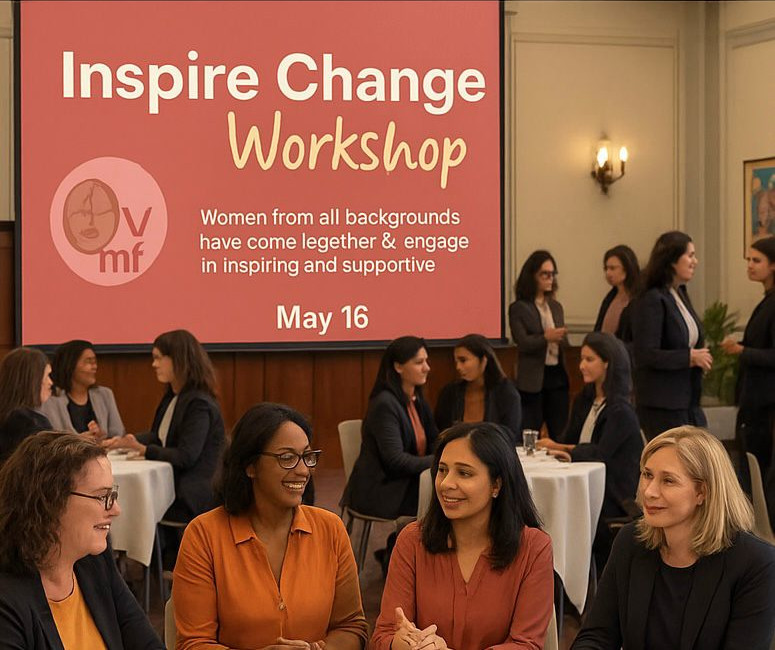 Inspire Change
Workshop
V
mf
Women from all backgrounds
have come legether & engage
in inspiring and supportive
May 16